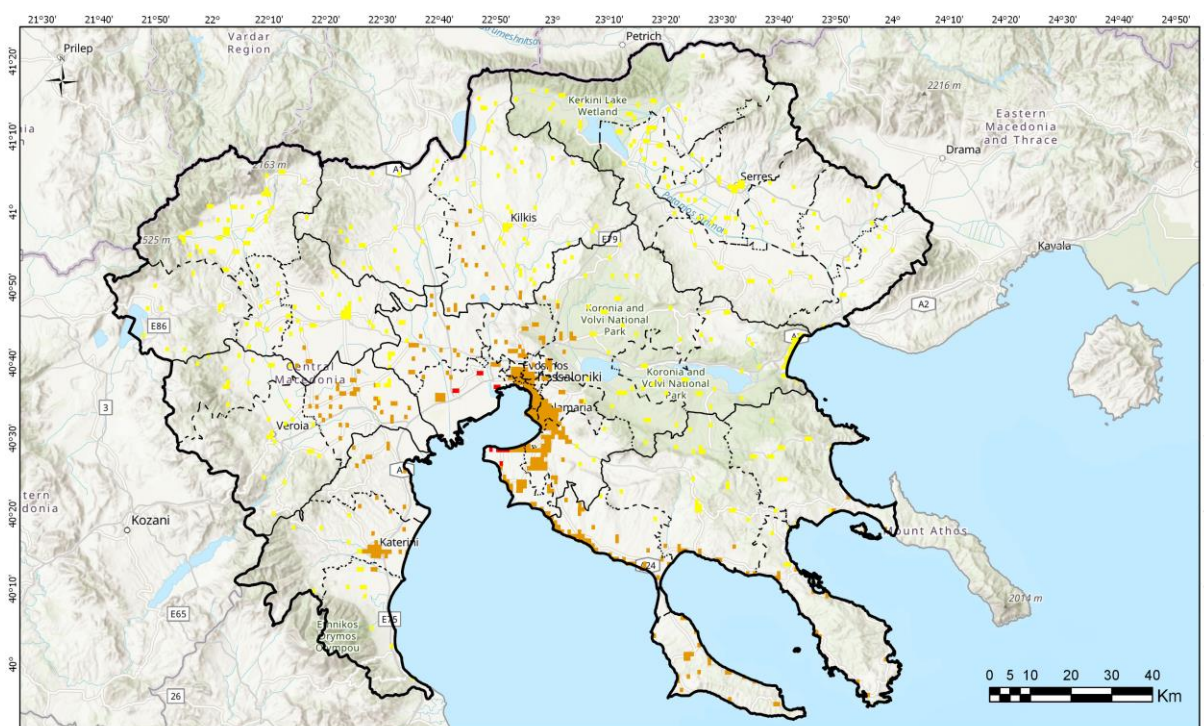 21°30' 21°40' 21°50' 22° 22°10' 22°20' 22°30' 22°40' 22°50' 23° 23°10' 23°20' 23°30' 23°40' 23°50' 24° 24°10' 24°20' 24°30' 24°40' 24°50'
41°20'
41°10'
41°
40°50'
40°40'
40°30'
40°20'
40°10'
40°
Prilep
Vardar
Region
Petrich
Kerkini Lake
Wetland
2216 m
Eastern
Macedonia
and Thrace
Drama
2163 m
A1
Serres
Kilkis
E79
Kavala
A2
E86
Koronia and
Volvi National
Park
Koronia and
Volvi National
Park
Central
Macedonia
3
Thessaloniki
Veroia
Kozani
Katerini
A24
Mount Athos
2014 m
E65
E75
26
0 5 10 20 30 40
Km